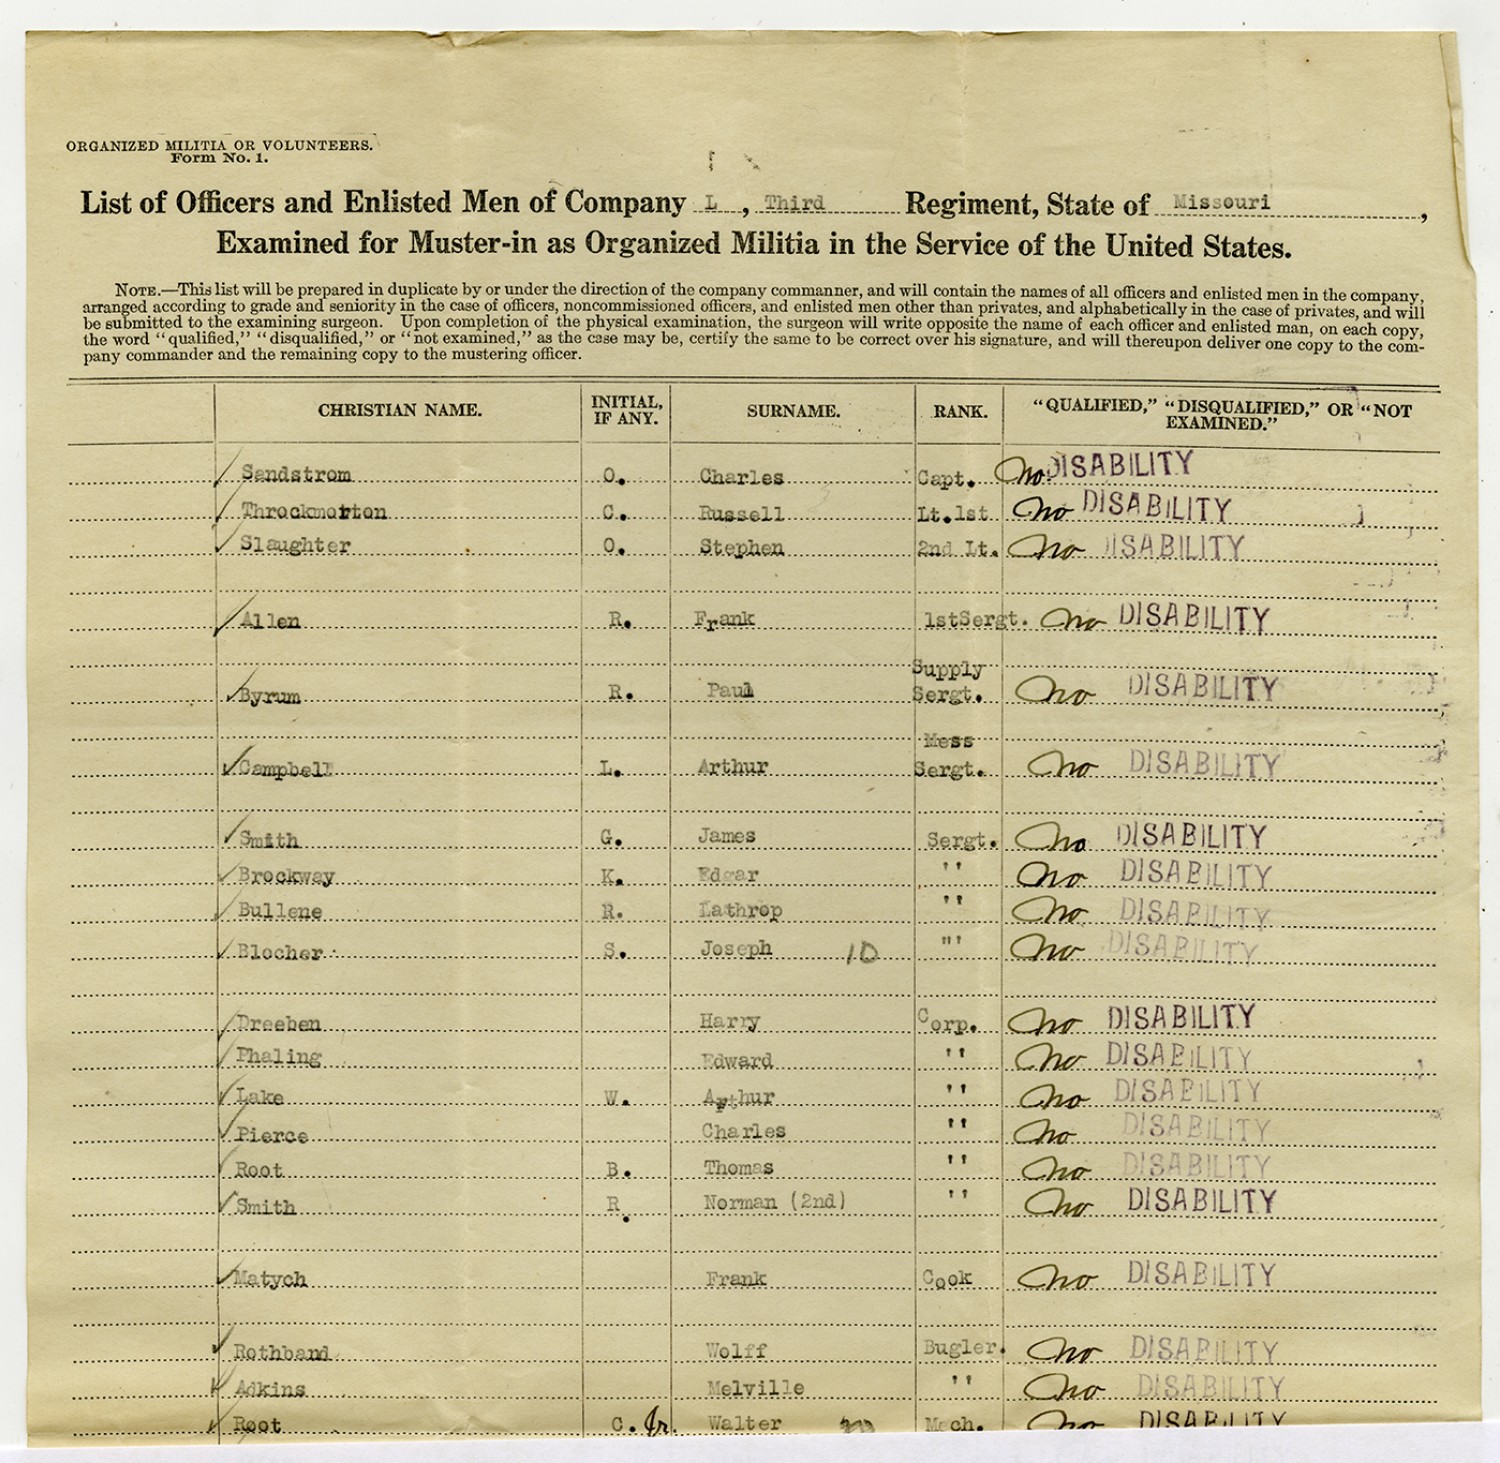 ORGANIZED MILITIA OR VOLUNTEERS.
Form No. 1.
List of Officers and Enlisted Men of Company L, Third Regiment, State of Missouri,
Examined for Muster-in as Organized Militia in the Service of the United States.
NOTE.—This list will be prepared in duplicate by or under the direction of the company commanner, and will contain the names of all officers and enlisted men in the company,
arranged according to grade and seniority in the case of officers, noncommissioned officers, and enlisted men other than privates, and alphabetically in the case of privates, and will
be submitted to the examining surgeon. Upon completion of the physical examination, the surgeon will write opposite the name of each officer and enlisted man, on each copy,
the word "qualified," "disqualified," or "not examined," as the case may be, certify the same to be correct over his signature, and will thereupon deliver one copy to the com-
pany commander and the remaining copy to the mustering officer.
CHRISTIAN NAME. INITIAL, IF ANY. SURNAME. RANK. "QUALIFIED," "DISQUALIFIED," OR "NOT EXAMINED."
Sandstrom O. Charles Capt. No DISABILITY
Throckmorton C. Russell Lt.1st No DISABILITY
Slaughter O. Stephen 2nd Lt. No DISABILITY
Allen R. Frank 1stSergt. No DISABILITY
Byrum R. Paul Supply Sergt. No DISABILITY
Campbell L. Arthur Mess Sergt. No DISABILITY
Smith G. James Sergt. No DISABILITY
Brockway K. Edgar '' No DISABILITY
Bullene R. Lathrop '' No DISABILITY
Blocher S. Joseph 10 "' No DISABILITY
Dreeben Harry Corp. No DISABILITY
Phaling Edward '' No DISABILITY
Lake W. Arthur '' No DISABILITY
Pierce Charles '' No DISABILITY
Root B. Thomas '' No DISABILITY
Smith R. Norman (2nd) '' No DISABILITY
Matych Frank Cook No DISABILITY
Rothband Wolff Bugler. No DISABILITY
Adkins Melville '' No DISABILITY
Root C. Jr. Walter 20 Mech. No DISABILITY